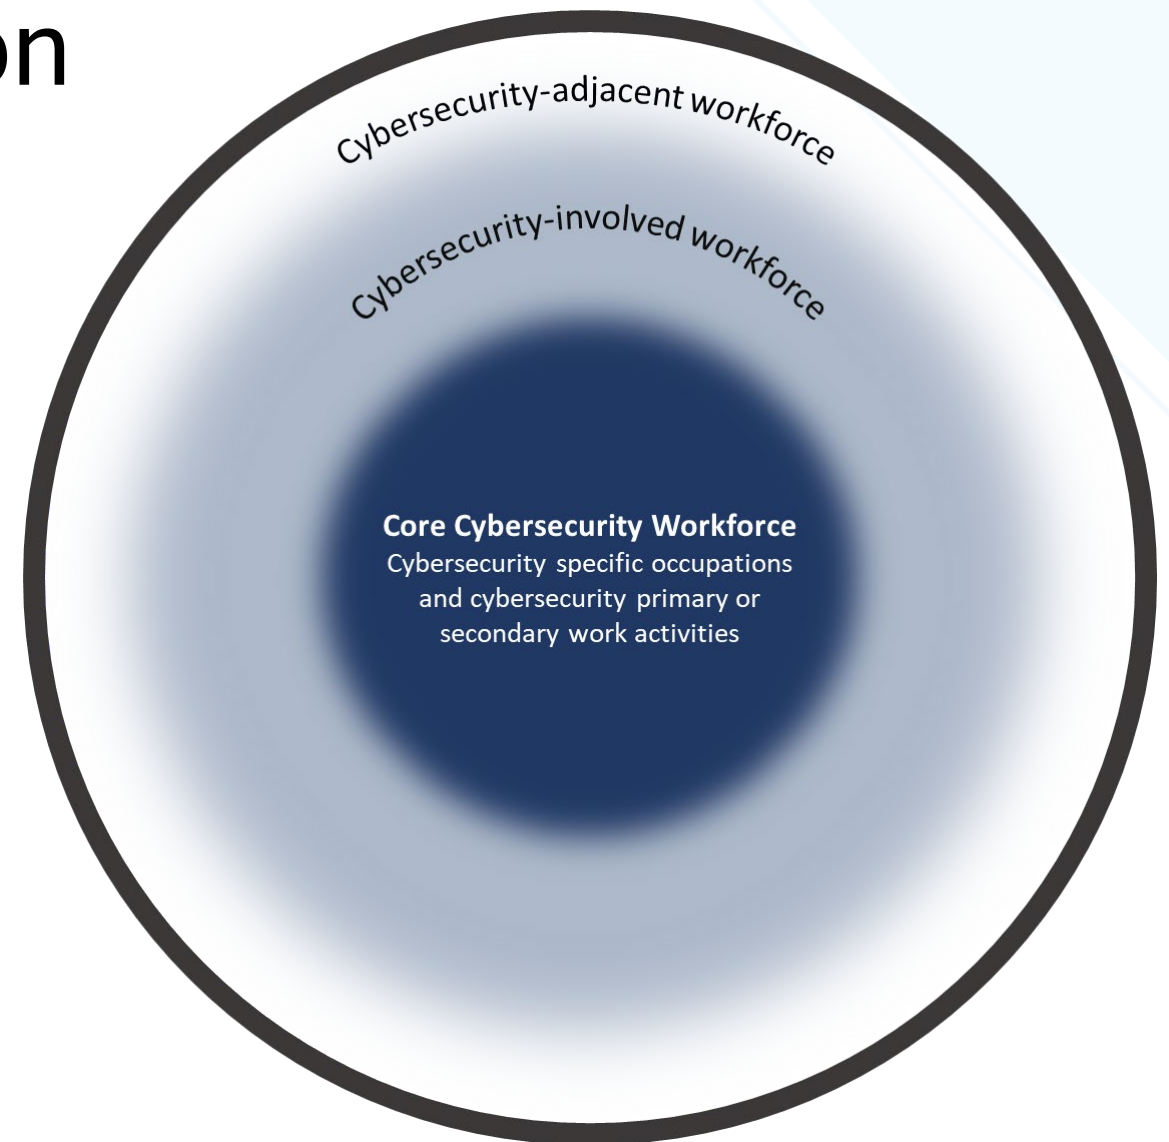 on
Cybersecurity-adjacent workforce
Cybersecurity-involved workforce
Core Cybersecurity Workforce
Cybersecurity specific occupations
and cybersecurity primary or
secondary work activities